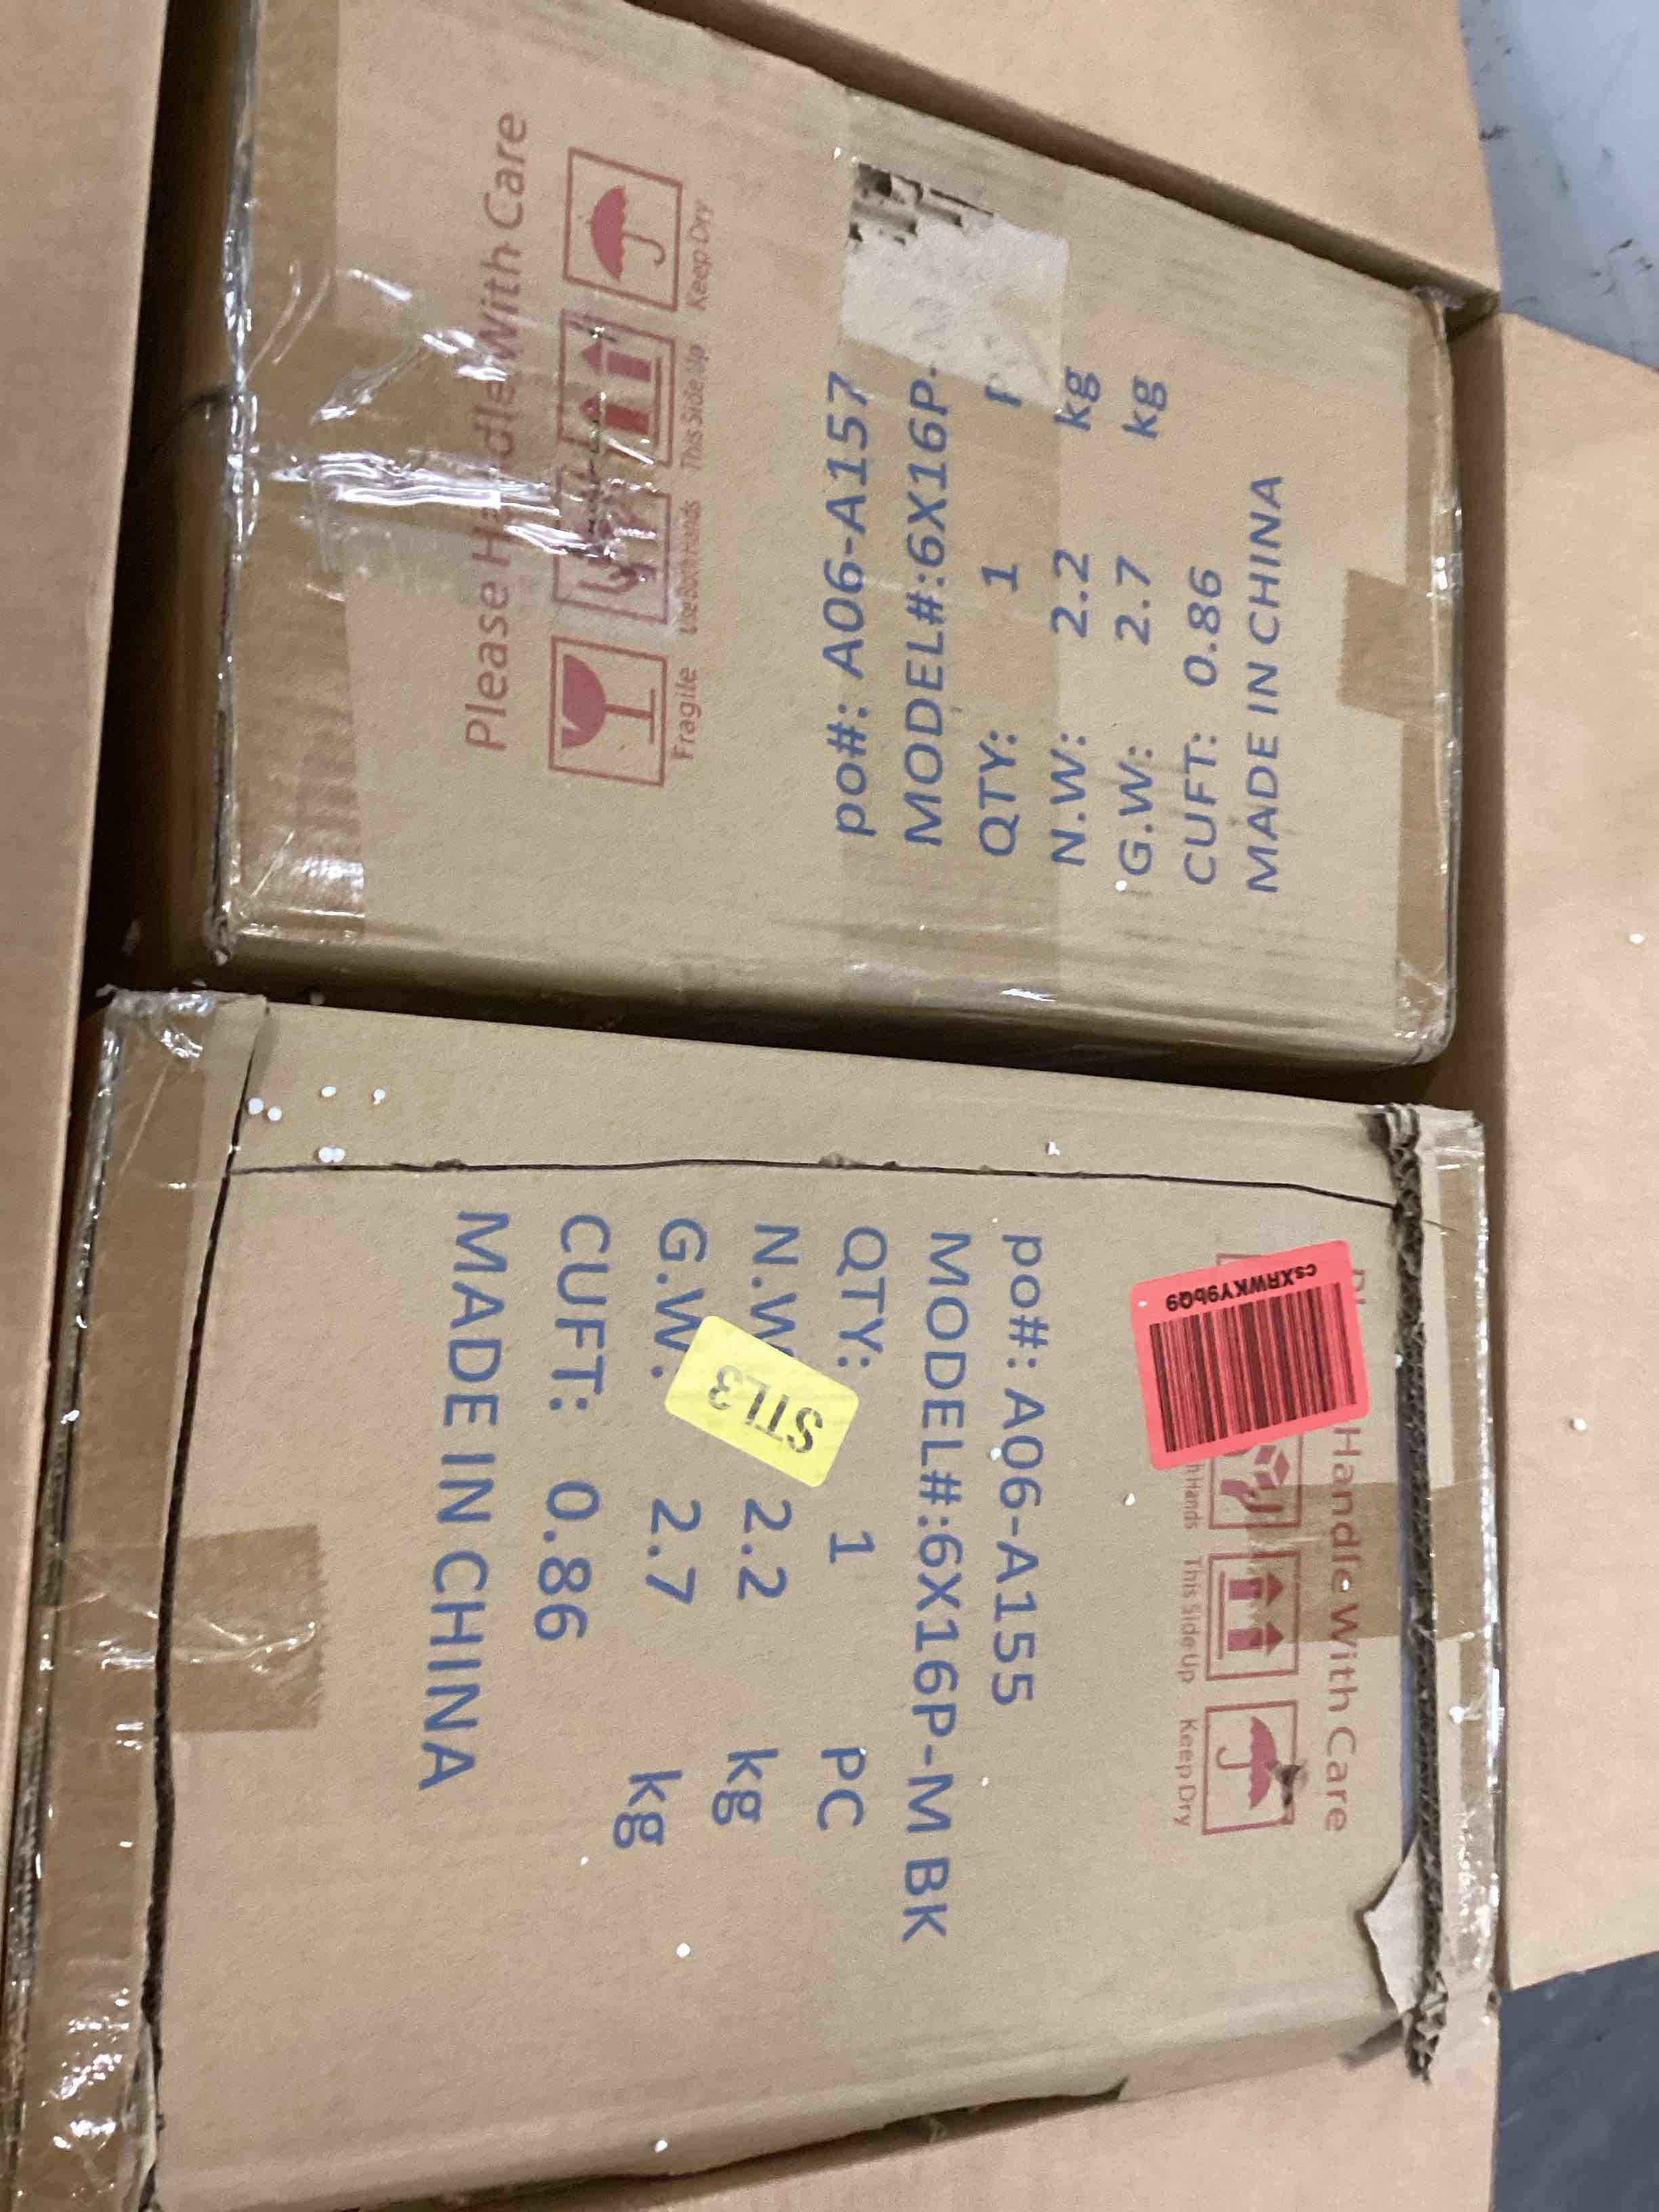 Please Handle With Care
Fragile Use Both Hands This Side Up Keep Dry
po#: A06-A157
MODEL#:6X16P-
QTY: 1
N.W: 2.2 kg
G.W: 2.7 kg
CUFT: 0.86
MADE IN CHINA
Handle With Care
Hands This Side Up Keep Dry
csXRWKY9bQ9
po#: A06-A155
MODEL#:6X16P-M BK
QTY: 1 PC
N.W 2.2 kg
G.W: 2.7 kg
STL3
CUFT: 0.86
MADE IN CHINA